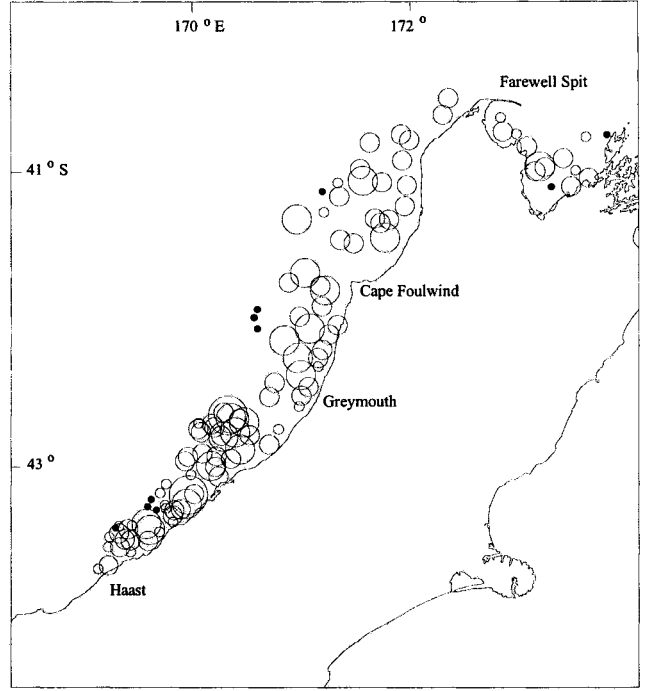 170 ° E
172 °
Farewell Spit
41 ° S
Cape Foulwind
Greymouth
43 °
Haast